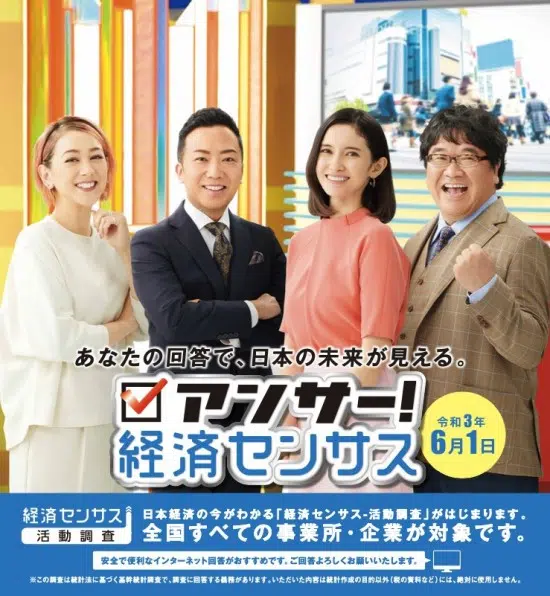 あなたの回答で、日本の未来が見える。
アンサー!
経済センサス
令和3年
6月1日
経済センサス
活動調査
日本経済の今がわかる「経済センサス-活動調査」がはじまります。
全国すべての事業所・企業が対象です。
安全で便利なインターネット回答がおすすめです。ご回答よろしくお願いいたします。
※この調査は統計法に基づく基幹統計調査で、調査に回答する義務があります。いただいた内容は統計作成の目的以外(税の資料など)には、絶対に使用しません。